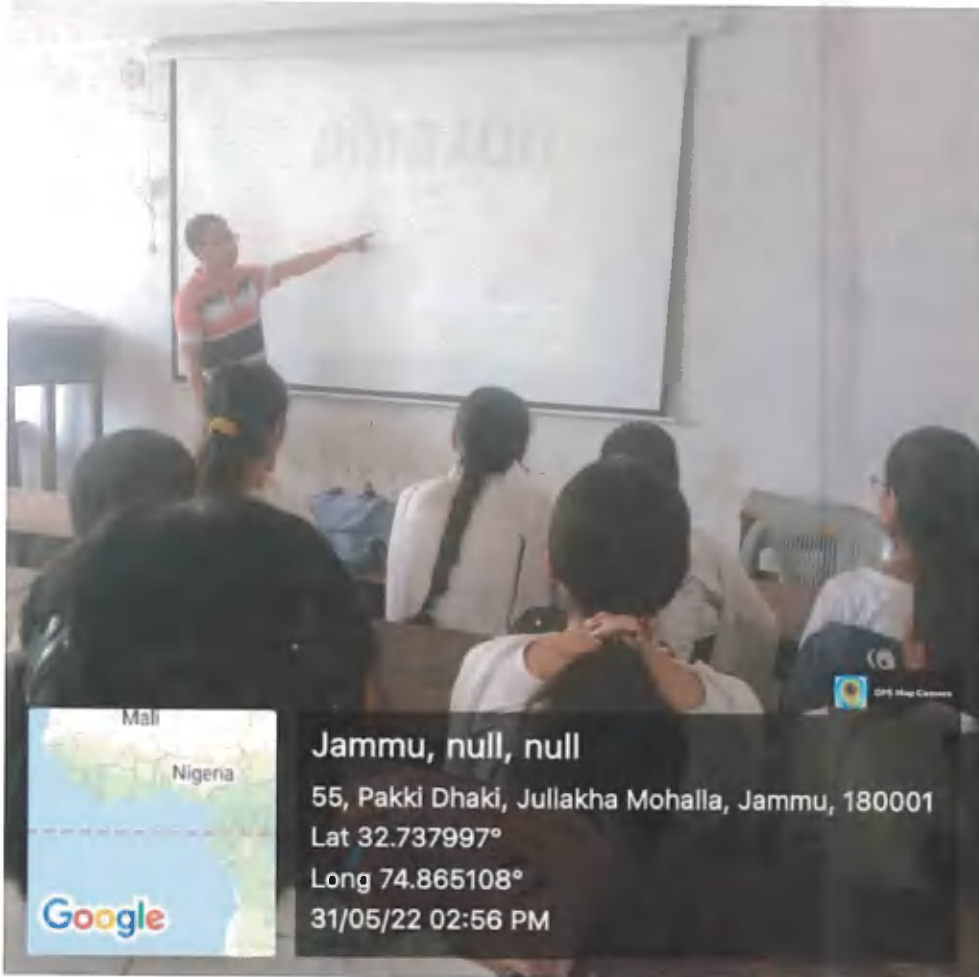 Mali
Nigeria
Google
GPS Map Camera
Jammu, null, null
55, Pakki Dhaki, Jullakha Mohalla, Jammu, 180001
Lat 32.737997°
Long 74.865108°
31/05/22 02:56 PM